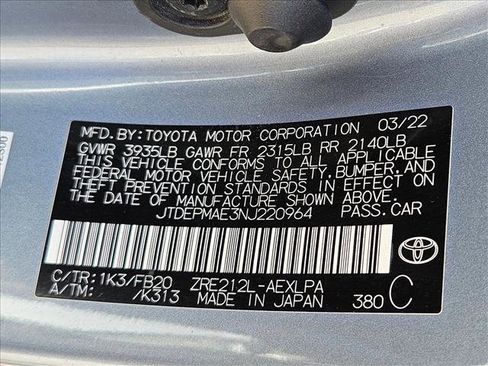 MFD. BY: TOYOTA MOTOR CORPORATION 03/22
GVWR 3935LB GAWR FR 2315LB RR 2140LB
THIS VEHICLE CONFORMS TO ALL APPLICABLE
FEDERAL MOTOR VEHICLE SAFETY, BUMPER, AND
THEFT PREVENTION STANDARDS IN EFFECT ON
THE DATE OF MANUFACTURE SHOWN ABOVE.
JTDEPMAE3NJ220964 PASS.CAR
C/TR: 1K3/FB20 ZRE212L-AEXLPA
A/TM: /K313 MADE IN JAPAN 380 C
TOYOTA